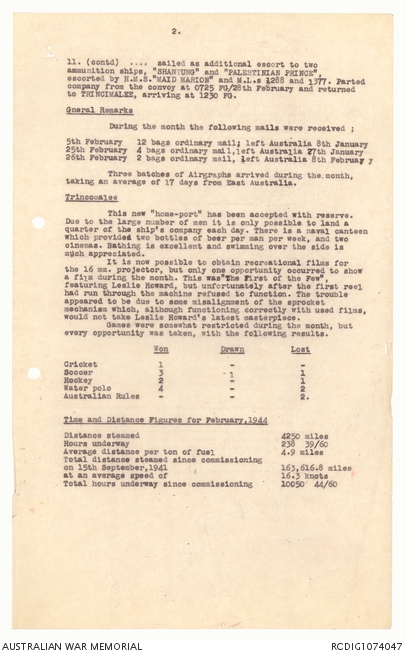 2.
11. (contd) .... sailed as additional escort to two
ammunition ships, "SHANTUNG" and "PALESTINIAN PRINCE",
escorted by H.M.S."MAID MARION" and M.L.s 1288 and 1377. Parted
company from the convoy at 0725 FG/28th February and returned
to TRINCIMALEE, arriving at 1230 FG.
Gneral Remarks
During the month the following mails were received ;
5th February 12 bags ordinary mail; left Australia 8th January
25th February 4 bags ordinary mail,;left Australia 27th January
26th February 2 bags ordinary mail, left Australia 8th Februay y
Three batches of Airgraphs arrived during the month,
taking an average of 17 days from East Australia.
Trincomalee
This new "home-port" has been accepted with reserve.
Due to the large number of men it is only possible to land a
quarter of the ship's company each day. There is a naval canteen
which provides two bottles of beer per man per week, and two
cinemas. Bathing is excellent and swimming over the side is
much appreciated.
It is now possible to obtain recreational films for
the 16 mm. projector, but only one opportunity occurred to show
a film during the month. This was"The First of the Few",
featuring Leslie Howard, but unfortunately after the first reel
had run through the machine refused to function. The trouble
appeared to be due to some misalignment of the sprocket
mechanism which, although functioning correctly with used films,
would not take Leslie Howard's latest masterpiece.
Games were somewhat restricted during the month, but
every opportunity was taken, with the following results.
Won Drawn Lost
Cricket 1 - -
Soccer 3 1 1
Hockey 2 - 1
Water polo 4 - 2
Australian Rules - - 2.
Time and Distance Figures for February,1944
Distance steamed 4250 miles
Hours underway 238 39/60
Average distance per ton of fuel 4.9 miles
Total distance steamed since commissioning
on 15th September,1941 163,616.8 miles
at an average speed of 16.3 knots
Total hours underway since commissioning 10050 44/60
AUSTRALIAN WAR MEMORIAL RCDIG1074047